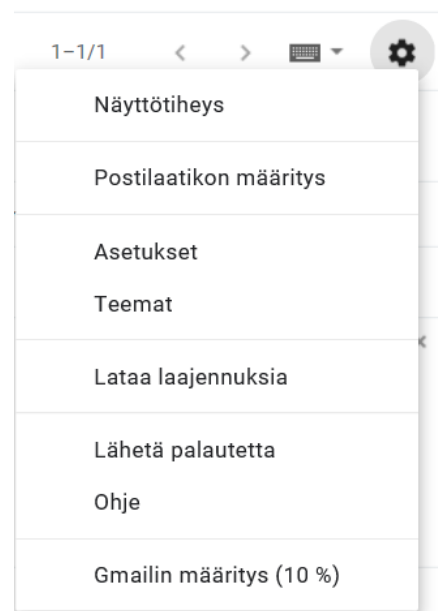 1–1/1
Näyttötiheys
Postilaatikon määritys
Asetukset
Teemat
Lataa laajennuksia
Lähetä palautetta
Ohje
Gmailin määritys (10 %)